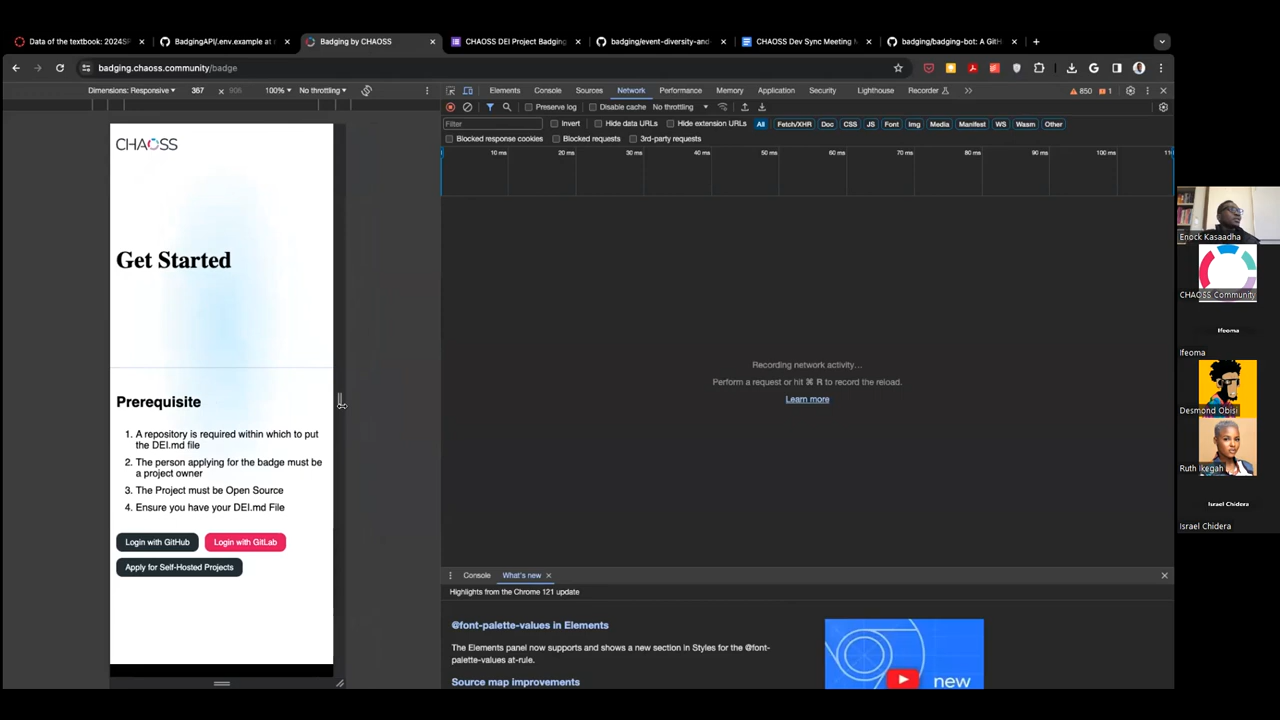 Data of the textbook: 2024SP
BadgingAPI/.env.example at
Badging by CHAOSS
CHAOSS DEI Project Badging
badging/event-diversity-and-
CHAOSS Dev Sync Meeting
badging/badging-bot: A GitH
badging.chaoss.community/badge
Dimensions: Responsive
367
100%
No throttling
Elements
Console
Sources
Network
Performance
Memory
Application
Security
Lighthouse
Recorder
850
1
Preserve log
Disable cache
No throttling
Filter
Invert
Hide data URLs
Hide extension URLs
All
Fetch/XHR
Doc
CSS
JS
Font
Img
Media
Manifest
WS
Wasm
Other
Blocked response cookies
Blocked requests
3rd-party requests
10 ms
20 ms
30 ms
40 ms
50 ms
60 ms
70 ms
80 ms
90 ms
100 ms
CHAOSS
Get Started
Prerequisite
1. A repository is required within which to put
the DEI.md file
2. The person applying for the badge must be
a project owner
3. The Project must be Open Source
4. Ensure you have your DEI.md File
Login with GitHub
Login with GitLab
Apply for Self-Hosted Projects
Recording network activity…
Perform a request or hit ⌘ R to record the reload.
Learn more
Console
What's new
Highlights from the Chrome 121 update
@font-palette-values in Elements
The Elements panel now supports and shows a new section in Styles for the @font-
palette-values at-rule.
Source map improvements
new
Enock Kasaadha
CHAOSS Community
Ifeoma
Ifeoma
Desmond Obisi
Ruth Ikegah
Israel Chidera
Israel Chidera